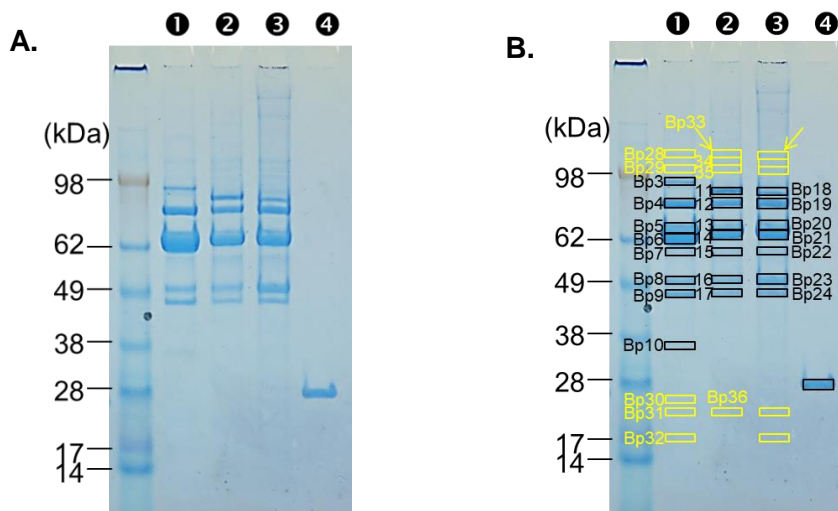 A.
❶ ❷ ❸ ❹
(kDa)
98
62
49
38
28
17
14
B.
❶ ❷ ❸ ❹
(kDa)
98
62
49
38
28
17
14
Bp33
Bp28
34
Bp29
35
Bp3
11
Bp18
Bp4
12
Bp19
Bp5
13
Bp20
Bp6
14
Bp21
Bp7
15
Bp22
Bp8
16
Bp23
Bp9
17
Bp24
Bp10
Bp30
Bp36
Bp31
Bp32